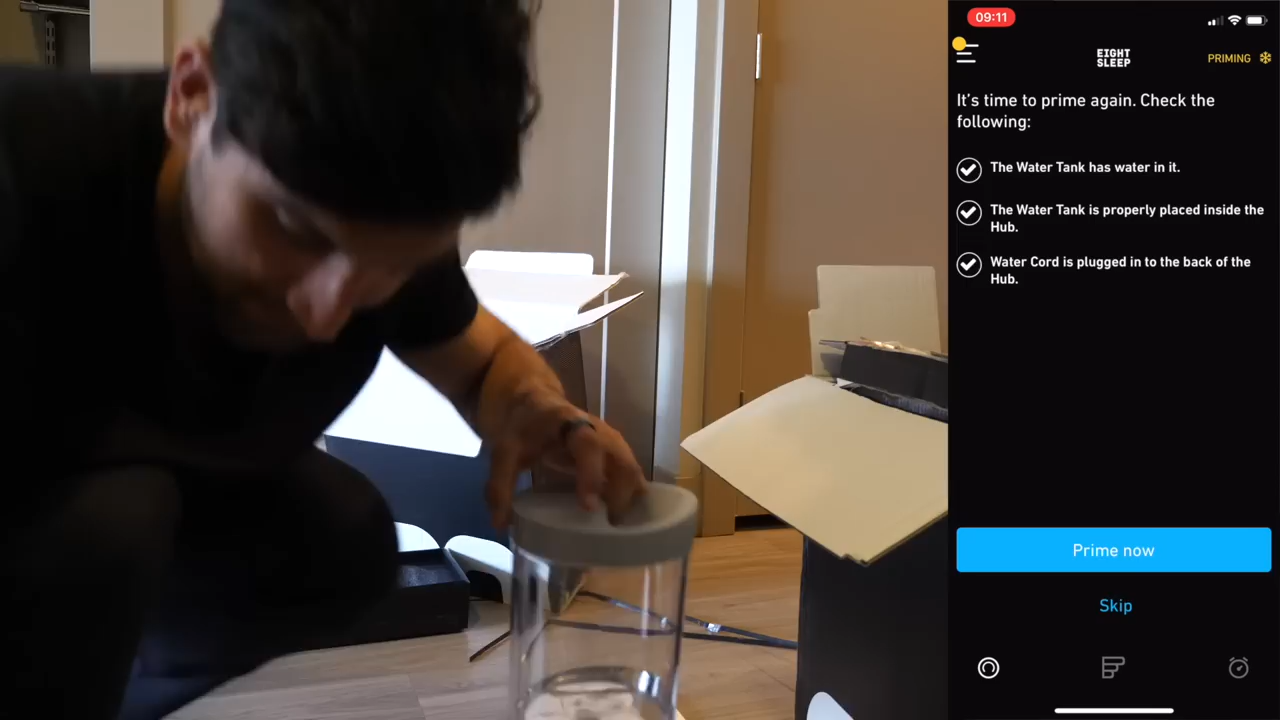 09:11
EIGHT
SLEEP
PRIMING
It's time to prime again. Check the
following:
The Water Tank has water in it.
The Water Tank is properly placed inside the
Hub.
Water Cord is plugged in to the back of the
Hub.
Prime now
Skip